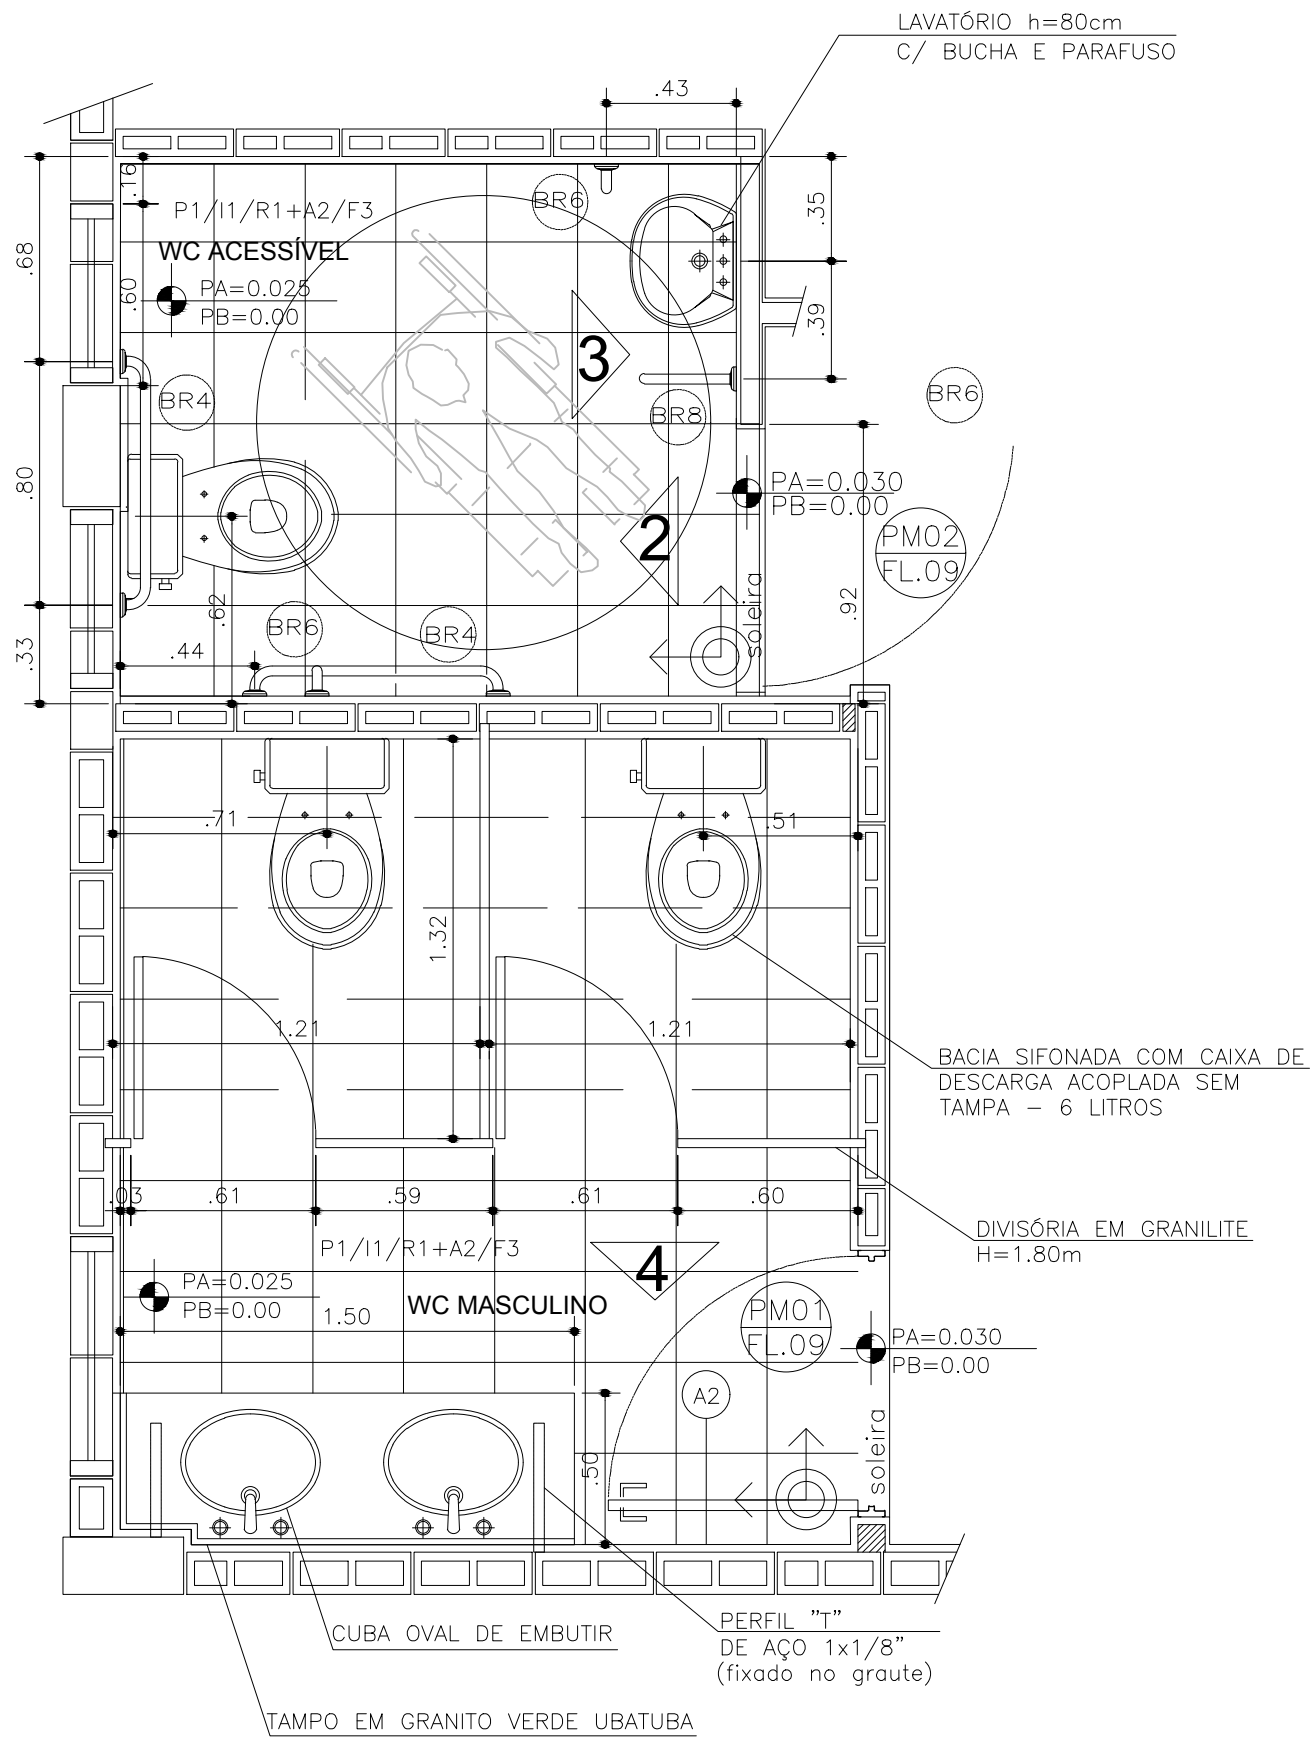 LAVATÓRIO h=80cm
C/ BUCHA E PARAFUSO
.43
.16
P1/I1/R1+A2/F3
BR6
.35
WC ACESSÍVEL
.68
.60
PA=0.025
PB=0.00
.39
3
BR4
BR8
BR6
.80
PA=0.030
PB=0.00
2
PM02
FL.09
soleira
.62
.92
BR6
BR4
.44
.33
.71
.51
1.32
1.21
1.21
BACIA SIFONADA COM CAIXA DE
DESCARGA ACOPLADA SEM
TAMPA - 6 LITROS
.03
.61
.59
.61
.60
DIVISÓRIA EM GRANILITE
H=1.80m
P1/I1/R1+A2/F3
4
PA=0.025
PB=0.00
WC MASCULINO
1.50
PM01
FL.09
PA=0.030
PB=0.00
A2
.50
soleira
PERFIL "T"
DE AÇO 1x1/8"
(fixado no graute)
CUBA OVAL DE EMBUTIR
TAMPO EM GRANITO VERDE UBATUBA